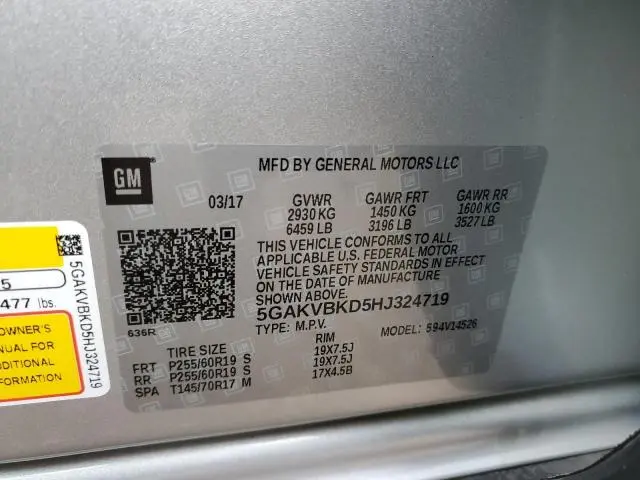 GM
MFD BY GENERAL MOTORS LLC
03/17 GVWR GAWR FRT GAWR RR
2930 KG 1450 KG 1600 KG
6459 LB 3196 LB 3527 LB
THIS VEHICLE CONFORMS TO ALL
APPLICABLE U.S. FEDERAL MOTOR
VEHICLE SAFETY STANDARDS IN EFFECT
ON THE DATE OF MANUFACTURE
SHOWN ABOVE.
636R
5GAKVBKD5HJ324719
TYPE: M.P.V. MODEL: 594V14526
TIRE SIZE RIM
FRT P255/60R19 S 19X7.5J
RR P255/60R19 S 19X7.5J
SPA T145/70R17 M 17X4.5B
5GAKVBKD5HJ324719
5
477 lbs.
OWNER'S
FOR